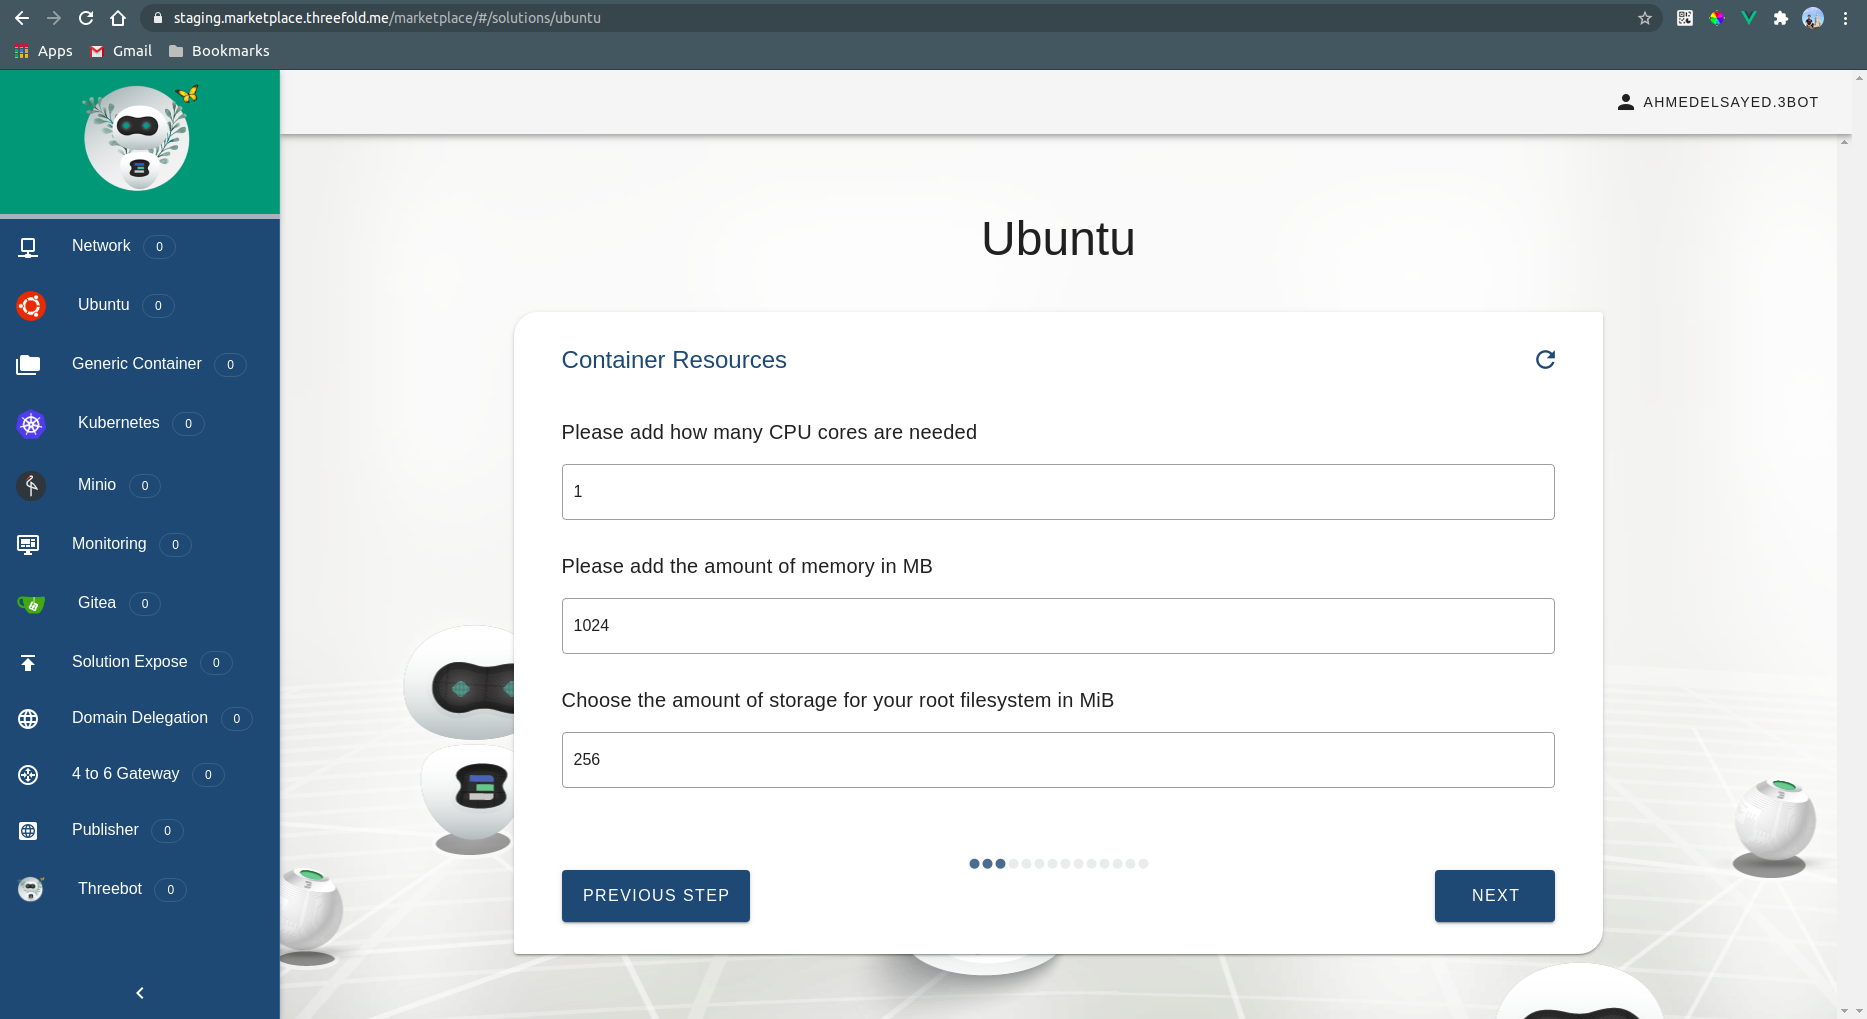 staging.marketplace.threefold.me/marketplace/#/solutions/ubuntu
Apps
Gmail
Bookmarks
AHMEDELSAYED.3BOT
Network 0
Ubuntu 0
Generic Container 0
Kubernetes 0
Minio 0
Monitoring 0
Gitea 0
Solution Expose 0
Domain Delegation 0
4 to 6 Gateway 0
Publisher 0
Threebot 0
Ubuntu
Container Resources
Please add how many CPU cores are needed
1
Please add the amount of memory in MB
1024
Choose the amount of storage for your root filesystem in MiB
256
PREVIOUS STEP
NEXT